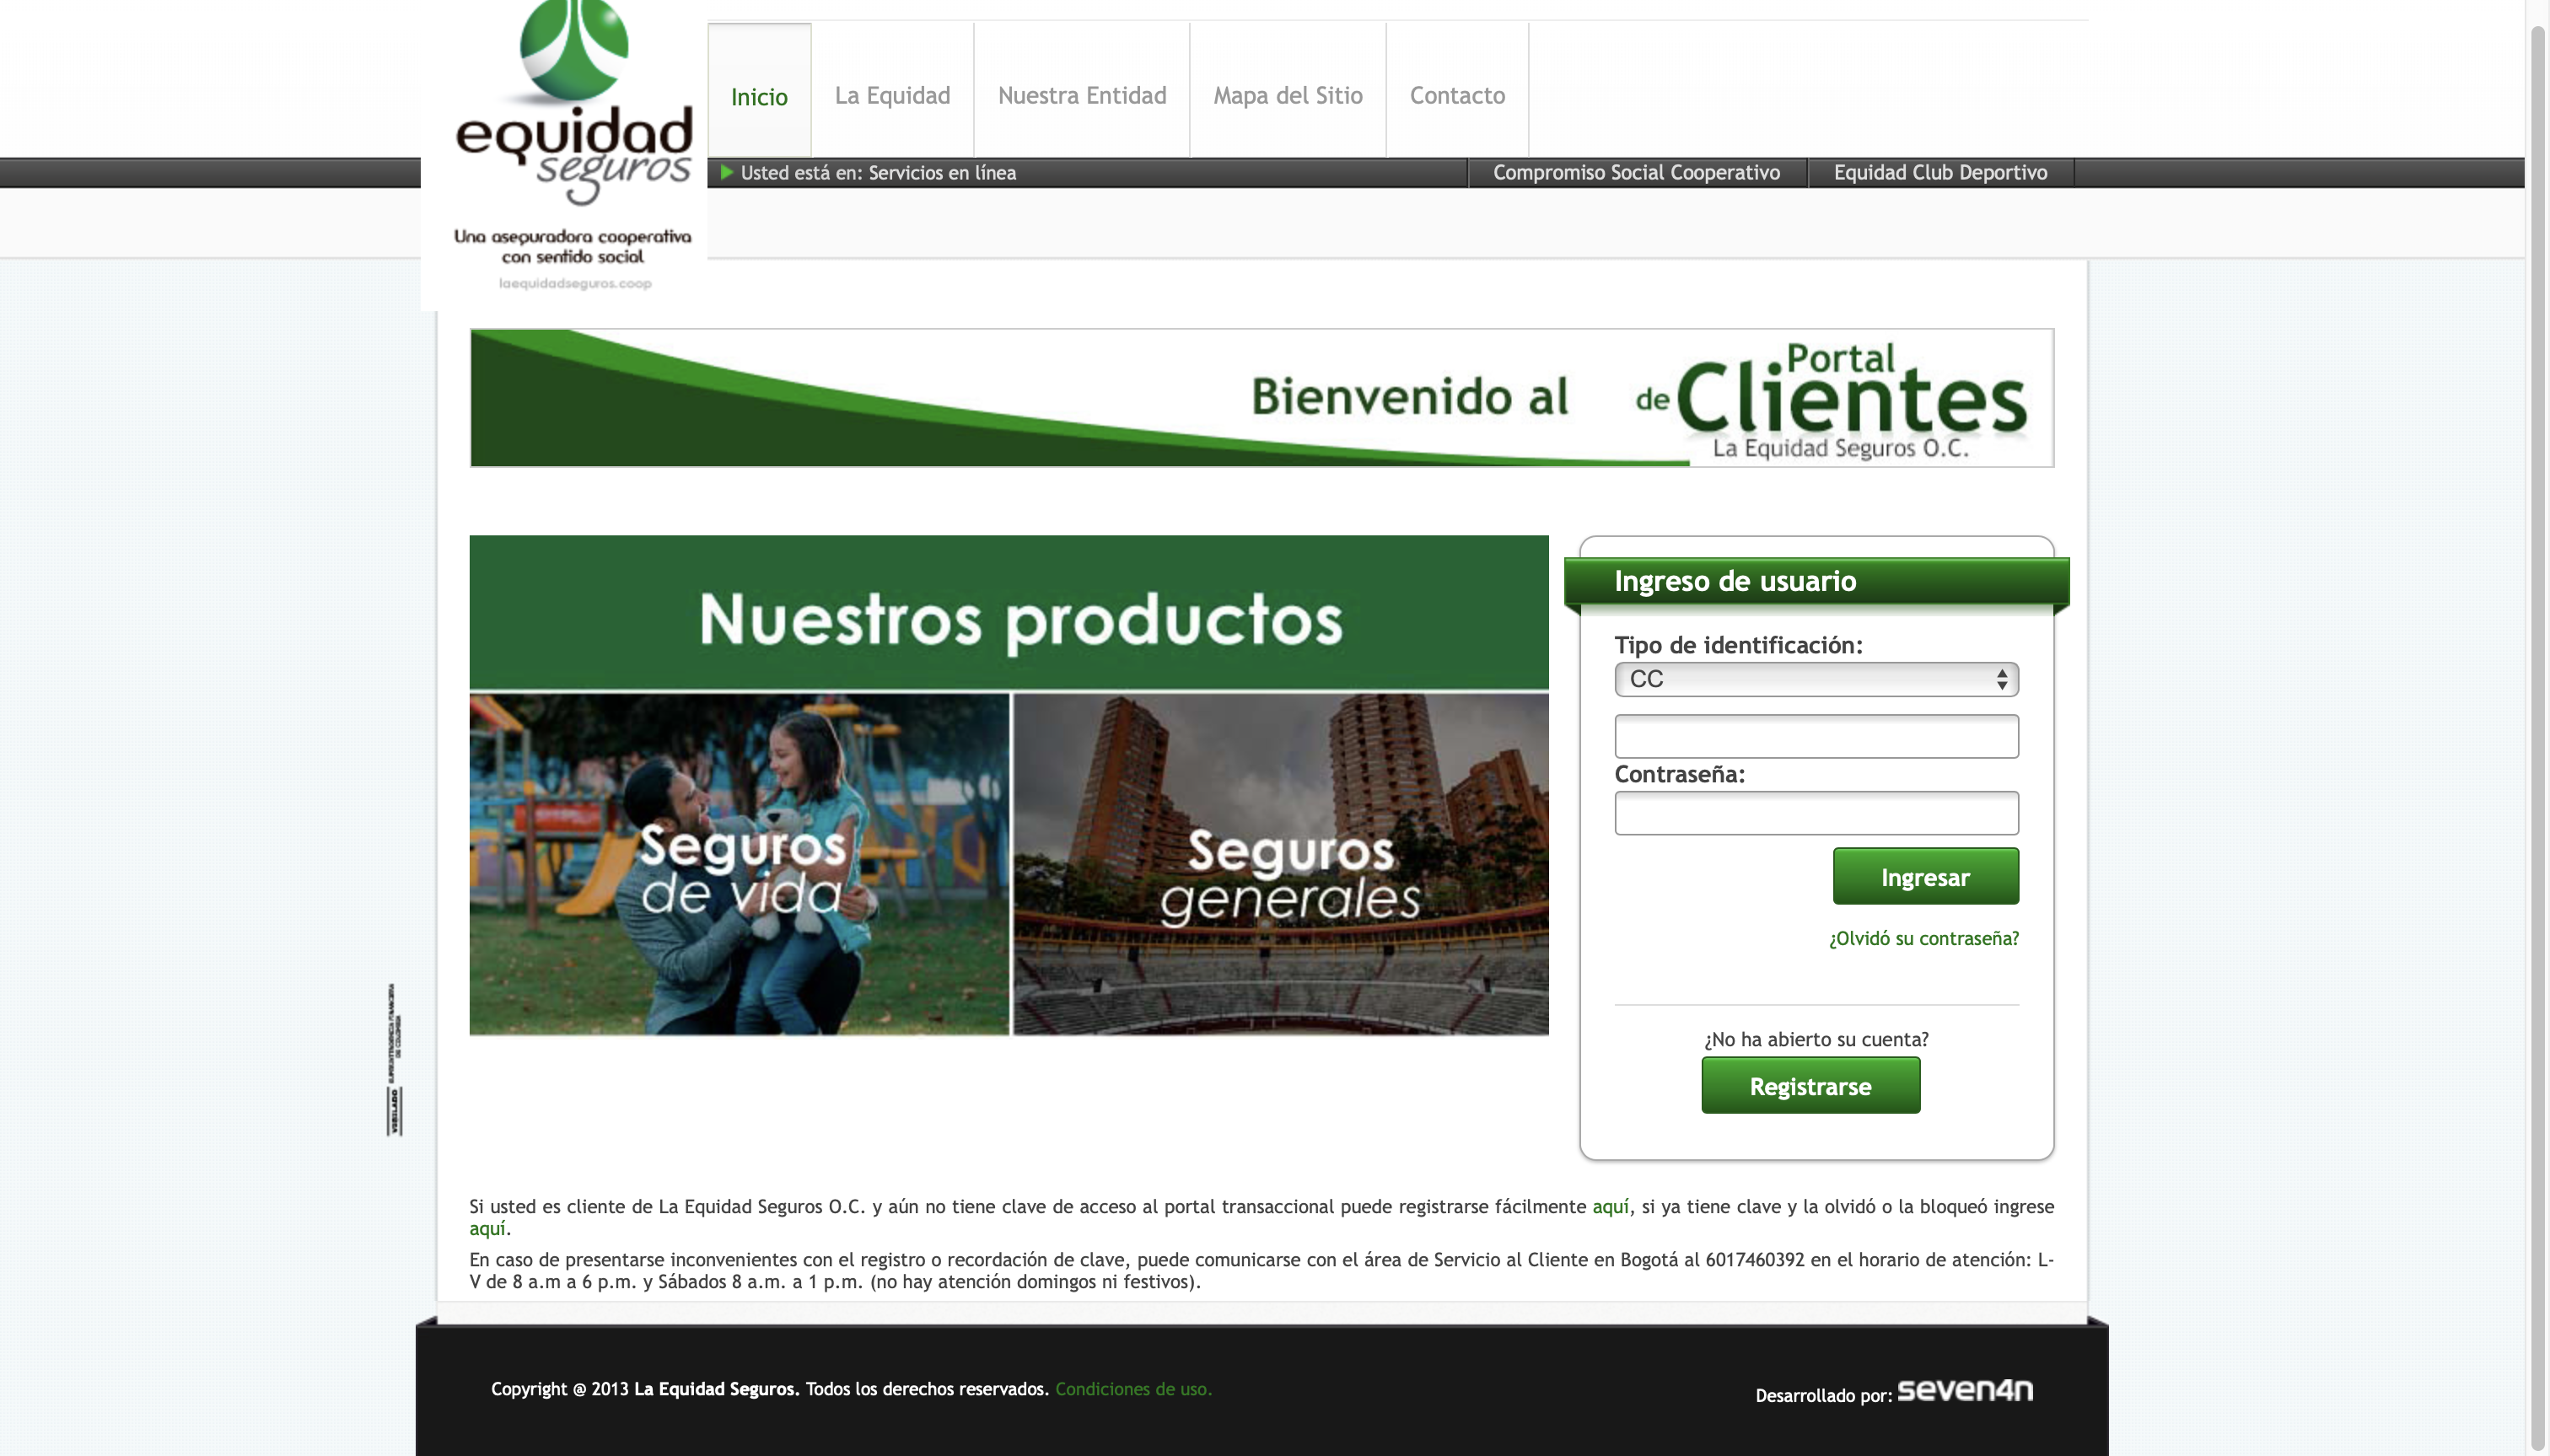 equidad
seguros
Una aseguradora cooperativa
con sentido social
laequidadseguros.coop
Inicio
La Equidad
Nuestra Entidad
Mapa del Sitio
Contacto
Usted está en: Servicios en línea
Compromiso Social Cooperativo
Equidad Club Deportivo
Bienvenido al
Portal
de Clientes
La Equidad Seguros O.C.
Nuestros productos
Seguros
de vida
Seguros
generales
Ingreso de usuario
Tipo de identificación:
CC
Contraseña:
Ingresar
¿Olvidó su contraseña?
¿No ha abierto su cuenta?
Registrarse
VIGILADO
SUPERINTENDENCIA FINANCIERA
DE COLOMBIA
Si usted es cliente de La Equidad Seguros O.C. y aún no tiene clave de acceso al portal transaccional puede registrarse fácilmente aquí, si ya tiene clave y la olvidó o la bloqueó ingrese
aquí.
En caso de presentarse inconvenientes con el registro o recordación de clave, puede comunicarse con el área de Servicio al Cliente en Bogotá al 6017460392 en el horario de atención: L-
V de 8 a.m a 6 p.m. y Sábados 8 a.m. a 1 p.m. (no hay atención domingos ni festivos).
Copyright @ 2013 La Equidad Seguros. Todos los derechos reservados. Condiciones de uso.
Desarrollado por: seven4n